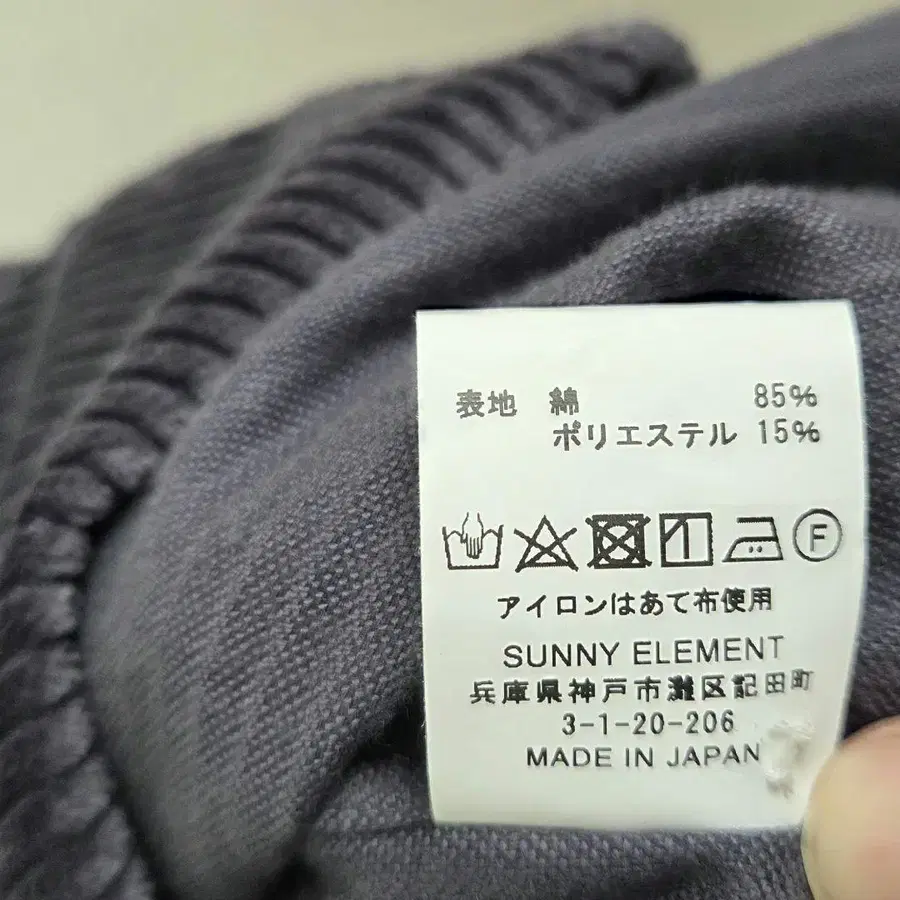 表地 綿 85%
ポリエステル 15%
F
アイロンはあて布使用
SUNNY ELEMENT
兵庫県神戸市灘区記田町
3-1-20-206
MADE IN JAPAN